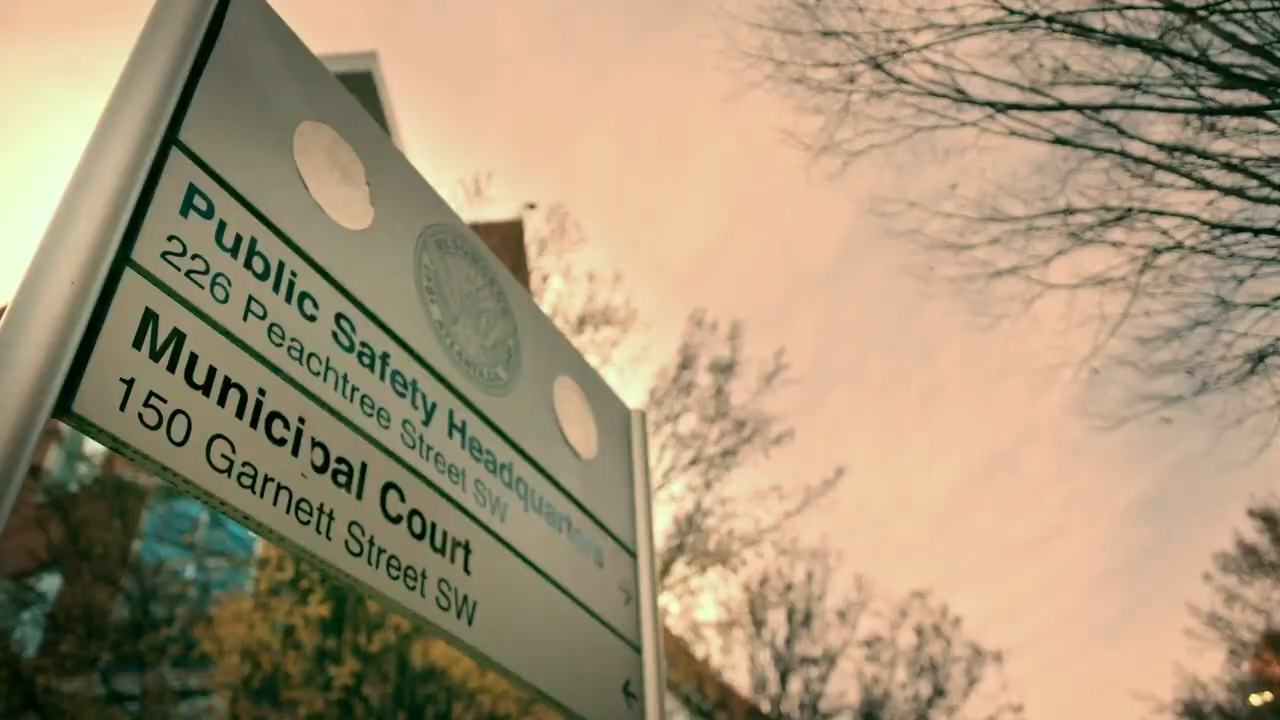 Public Safety Headquarters
226 Peachtree Street SW
Municipal Court
150 Garnett Street SW